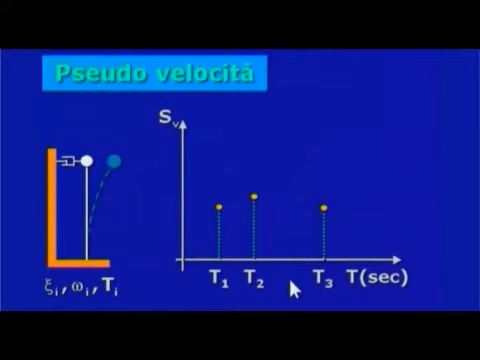 Pseudo velocità
Sᵥ
T₁ T₂ T₃ T(sec)
ξᵢ, ωᵢ, Tᵢ